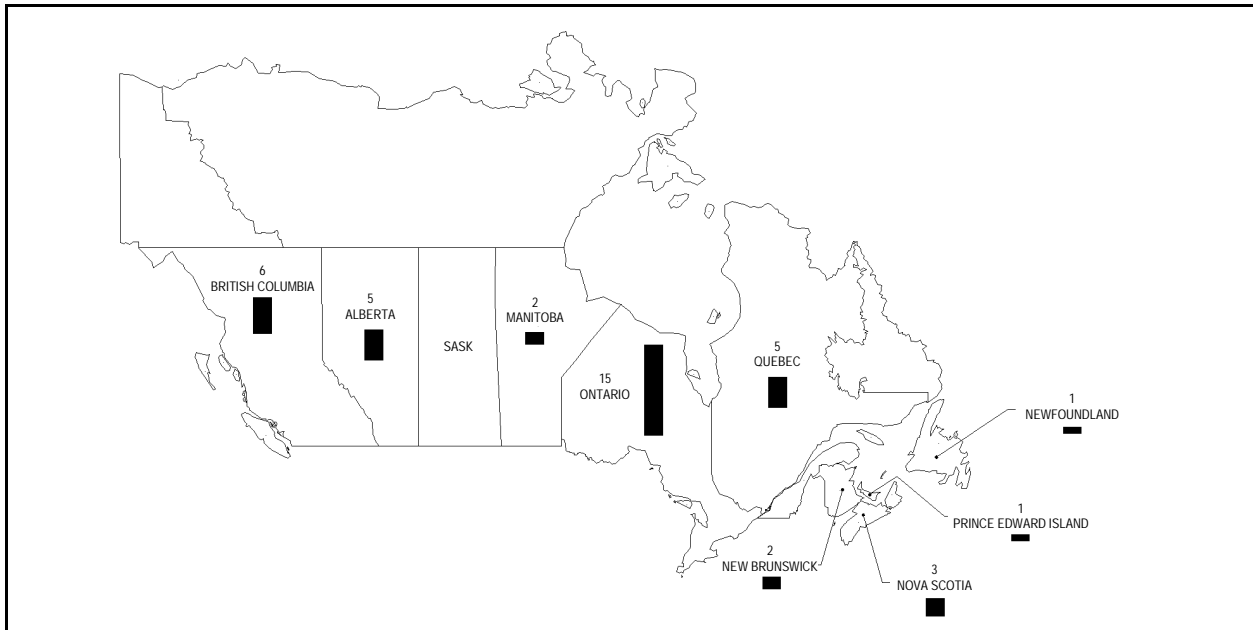 6
BRITISH COLUMBIA
5
ALBERTA
SASK
2
MANITOBA
15
ONTARIO
5
QUEBEC
1
NEWFOUNDLAND
1
PRINCE EDWARD ISLAND
2
NEW BRUNSWICK
3
NOVA SCOTIA